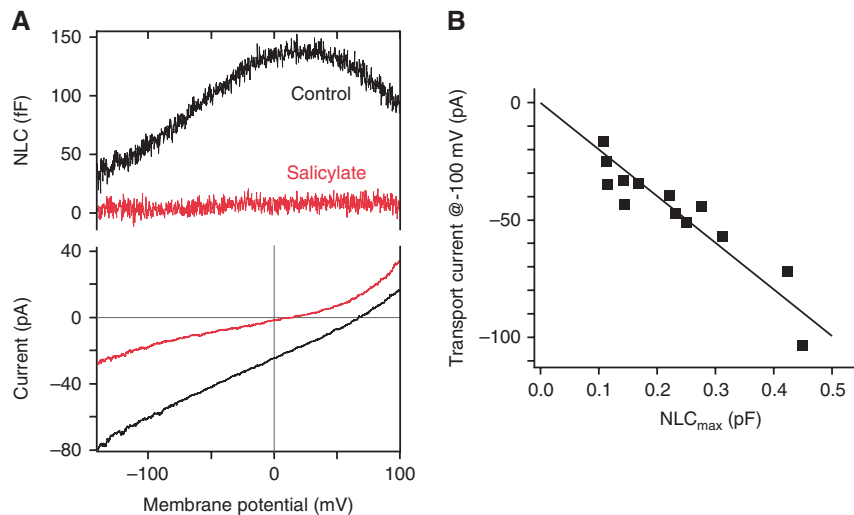 A
150
100
50
0
NLC (fF)
Control
Salicylate
40
0
−40
−80
Current (pA)
−100
0
100
Membrane potential (mV)
B
0
−50
−100
Transport current @-100 mV (pA)
0.0 0.1 0.2 0.3 0.4 0.5
NLCmax (pF)